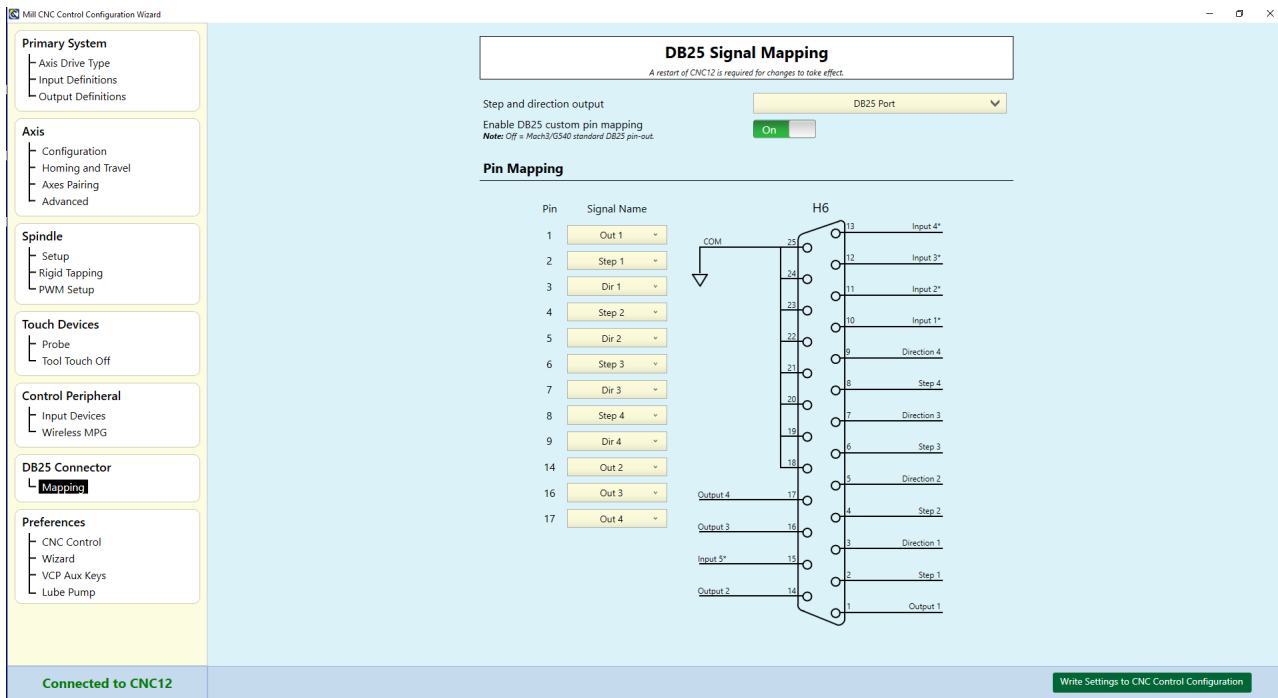 Mill CNC Control Configuration Wizard
Primary System
Axis Drive Type
Input Definitions
Output Definitions
Axis
Configuration
Homing and Travel
Axes Pairing
Advanced
Spindle
Setup
Rigid Tapping
PWM Setup
Touch Devices
Probe
Tool Touch Off
Control Peripheral
Input Devices
Wireless MPG
DB25 Connector
Mapping
Preferences
CNC Control
Wizard
VCP Aux Keys
Lube Pump
Connected to CNC12
DB25 Signal Mapping
A restart of CNC12 is required for changes to take effect.
Step and direction output DB25 Port
Enable DB25 custom pin mapping On
Note: Off = Mach3/G540 standard DB25 pin-out.
Pin Mapping
Pin Signal Name
1 Out 1
2 Step 1
3 Dir 1
4 Step 2
5 Dir 2
6 Step 3
7 Dir 3
8 Step 4
9 Dir 4
14 Out 2
16 Out 3
17 Out 4
H6
13 Input 4*
COM 25
12 Input 3*
24
11 Input 2*
23
10 Input 1*
22
9 Direction 4
21
8 Step 4
20
7 Direction 3
19
6 Step 3
18
5 Direction 2
Output 4 17
4 Step 2
Output 3 16
3 Direction 1
Input 5* 15
2 Step 1
Output 2 14
1 Output 1
Write Settings to CNC Control Configuration